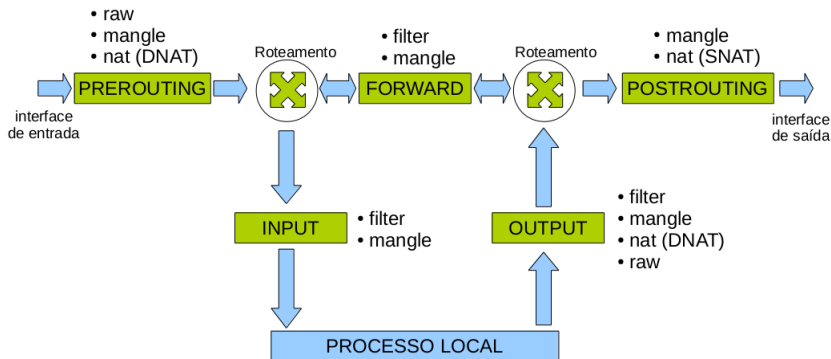 • raw
• mangle
• nat (DNAT)
PREROUTING
interface
de entrada
Roteamento
• filter
• mangle
FORWARD
Roteamento
• mangle
• nat (SNAT)
POSTROUTING
interface
de saída
INPUT
• filter
• mangle
OUTPUT
• filter
• mangle
• nat (DNAT)
• raw
PROCESSO LOCAL